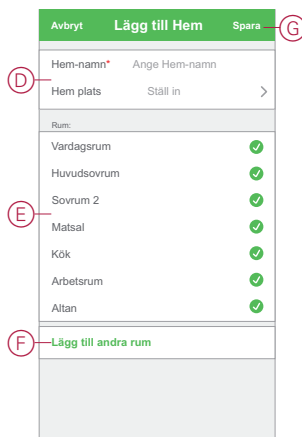 Avbryt Lägg till Hem Spara G
Hem-namn* Ange Hem-namn
D
Hem plats Ställ in
Rum:
Vardagsrum
Huvudsovrum
Sovrum 2
E
Matsal
Kök
Arbetsrum
Altan
F Lägg till andra rum